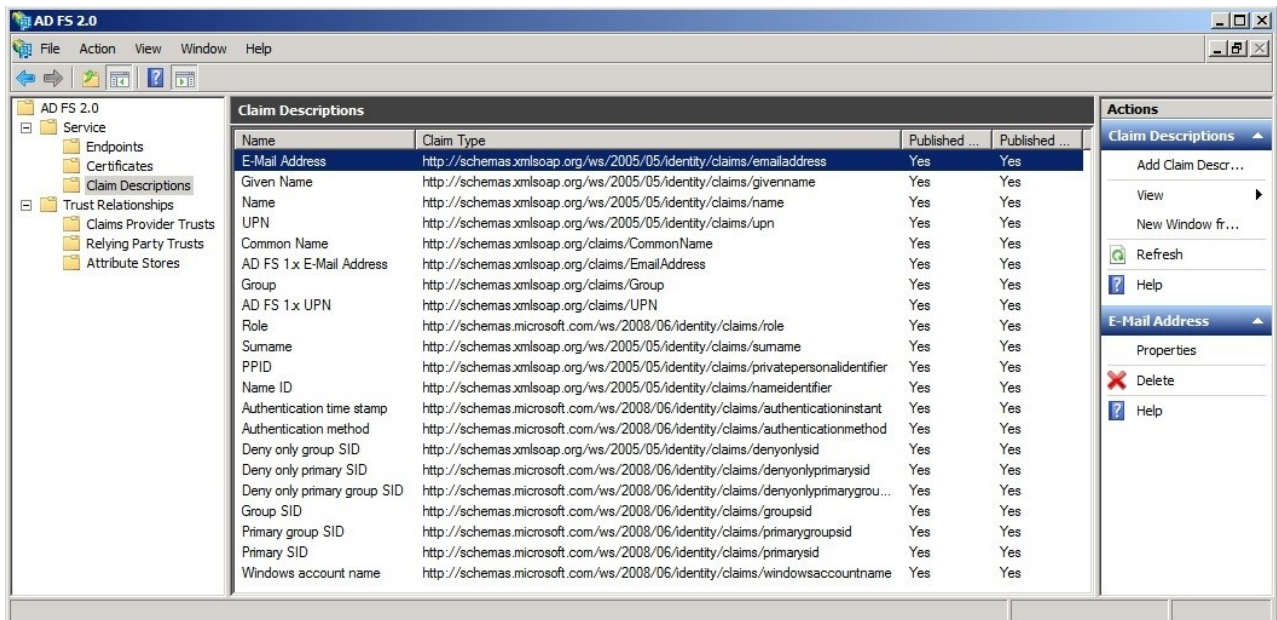 AD FS 2.0
File Action View Window Help
AD FS 2.0
Service
Endpoints
Certificates
Claim Descriptions
Trust Relationships
Claims Provider Trusts
Relying Party Trusts
Attribute Stores
Claim Descriptions
Name Claim Type Published ... Published ...
E-Mail Address http://schemas.xmlsoap.org/ws/2005/05/identity/claims/emailaddress Yes Yes
Given Name http://schemas.xmlsoap.org/ws/2005/05/identity/claims/givenname Yes Yes
Name http://schemas.xmlsoap.org/ws/2005/05/identity/claims/name Yes Yes
UPN http://schemas.xmlsoap.org/ws/2005/05/identity/claims/upn Yes Yes
Common Name http://schemas.xmlsoap.org/claims/CommonName Yes Yes
AD FS 1.x E-Mail Address http://schemas.xmlsoap.org/claims/EmailAddress Yes Yes
Group http://schemas.xmlsoap.org/claims/Group Yes Yes
AD FS 1.x UPN http://schemas.xmlsoap.org/claims/UPN Yes Yes
Role http://schemas.microsoft.com/ws/2008/06/identity/claims/role Yes Yes
Surname http://schemas.xmlsoap.org/ws/2005/05/identity/claims/surname Yes Yes
PPID http://schemas.xmlsoap.org/ws/2005/05/identity/claims/privatepersonalidentifier Yes Yes
Name ID http://schemas.xmlsoap.org/ws/2005/05/identity/claims/nameidentifier Yes Yes
Authentication time stamp http://schemas.microsoft.com/ws/2008/06/identity/claims/authenticationinstant Yes Yes
Authentication method http://schemas.microsoft.com/ws/2008/06/identity/claims/authenticationmethod Yes Yes
Deny only group SID http://schemas.xmlsoap.org/ws/2005/05/identity/claims/denyonlysid Yes Yes
Deny only primary SID http://schemas.microsoft.com/ws/2008/06/identity/claims/denyonlyprimarysid Yes Yes
Deny only primary group SID http://schemas.microsoft.com/ws/2008/06/identity/claims/denyonlyprimarygrou... Yes Yes
Group SID http://schemas.microsoft.com/ws/2008/06/identity/claims/groupsid Yes Yes
Primary group SID http://schemas.microsoft.com/ws/2008/06/identity/claims/primarygroupsid Yes Yes
Primary SID http://schemas.microsoft.com/ws/2008/06/identity/claims/primarysid Yes Yes
Windows account name http://schemas.microsoft.com/ws/2008/06/identity/claims/windowsaccountname Yes Yes
Actions
Claim Descriptions
Add Claim Descr...
View
New Window fr...
Refresh
Help
E-Mail Address
Properties
Delete
Help